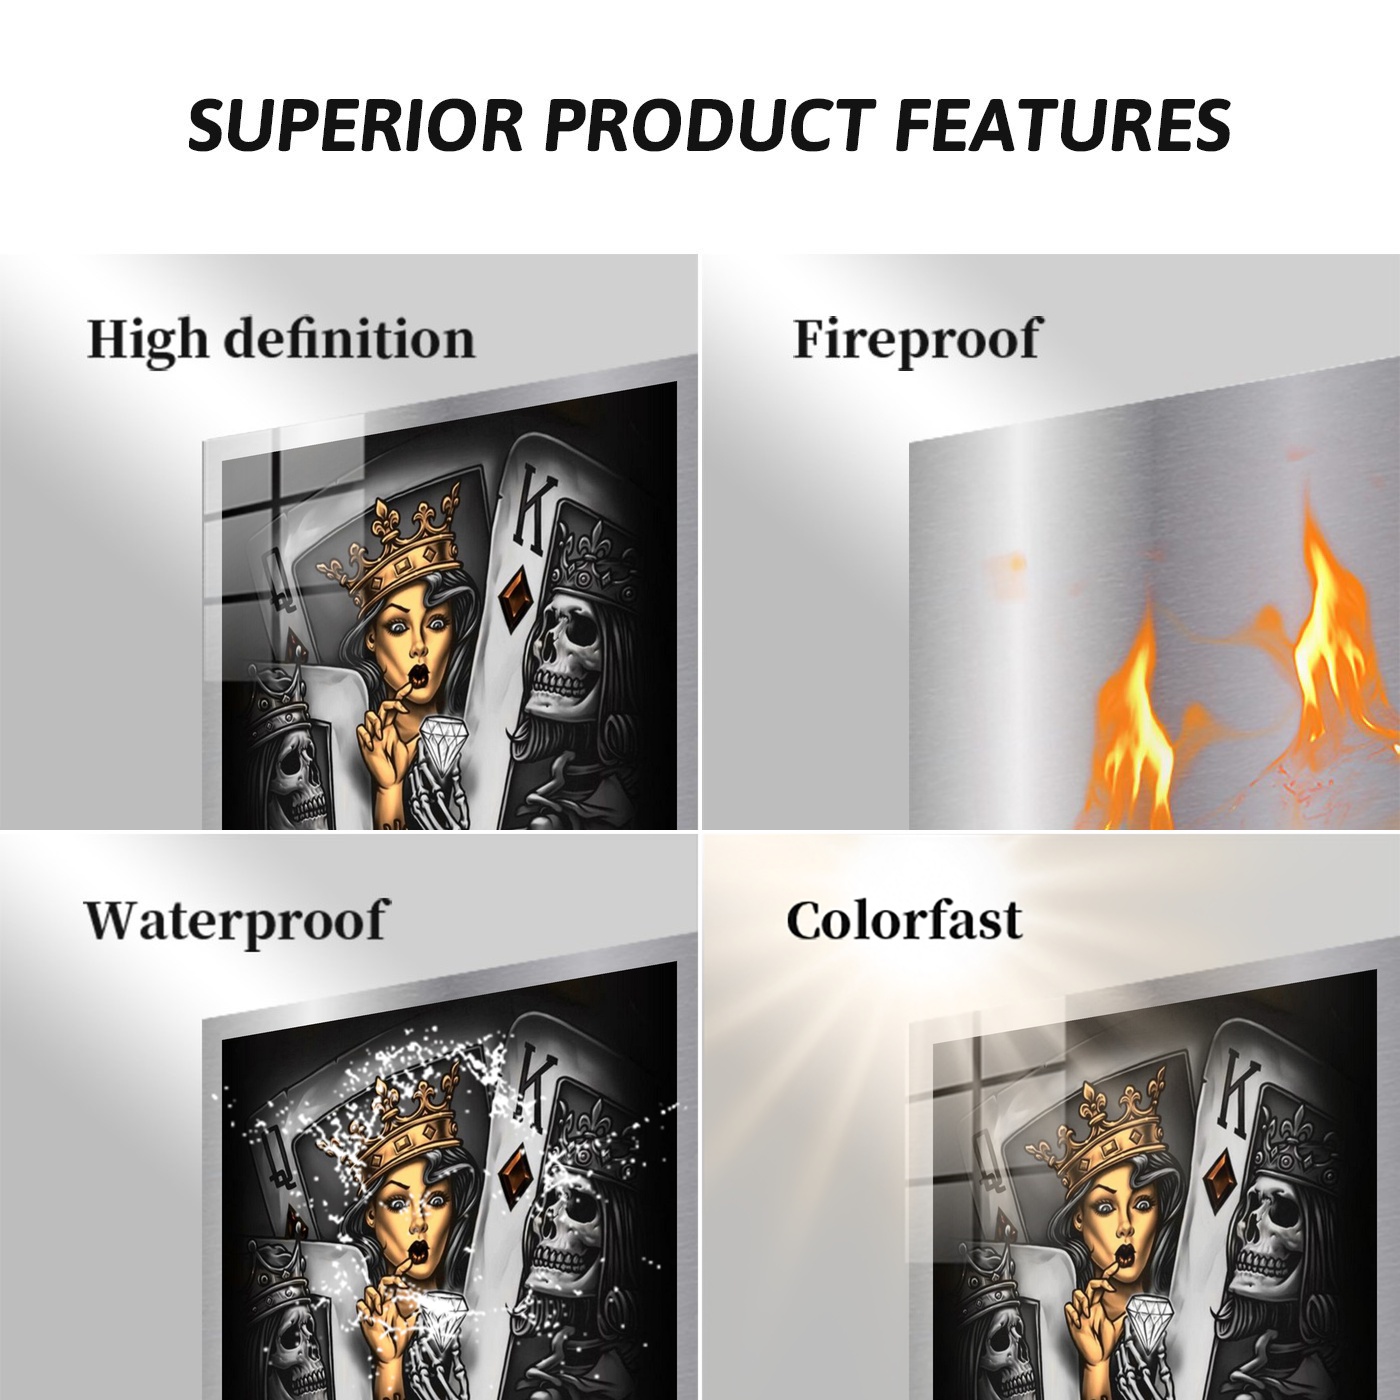 SUPERIOR PRODUCT FEATURES
High definition
Fireproof
K
Waterproof
Colorfast
K
K